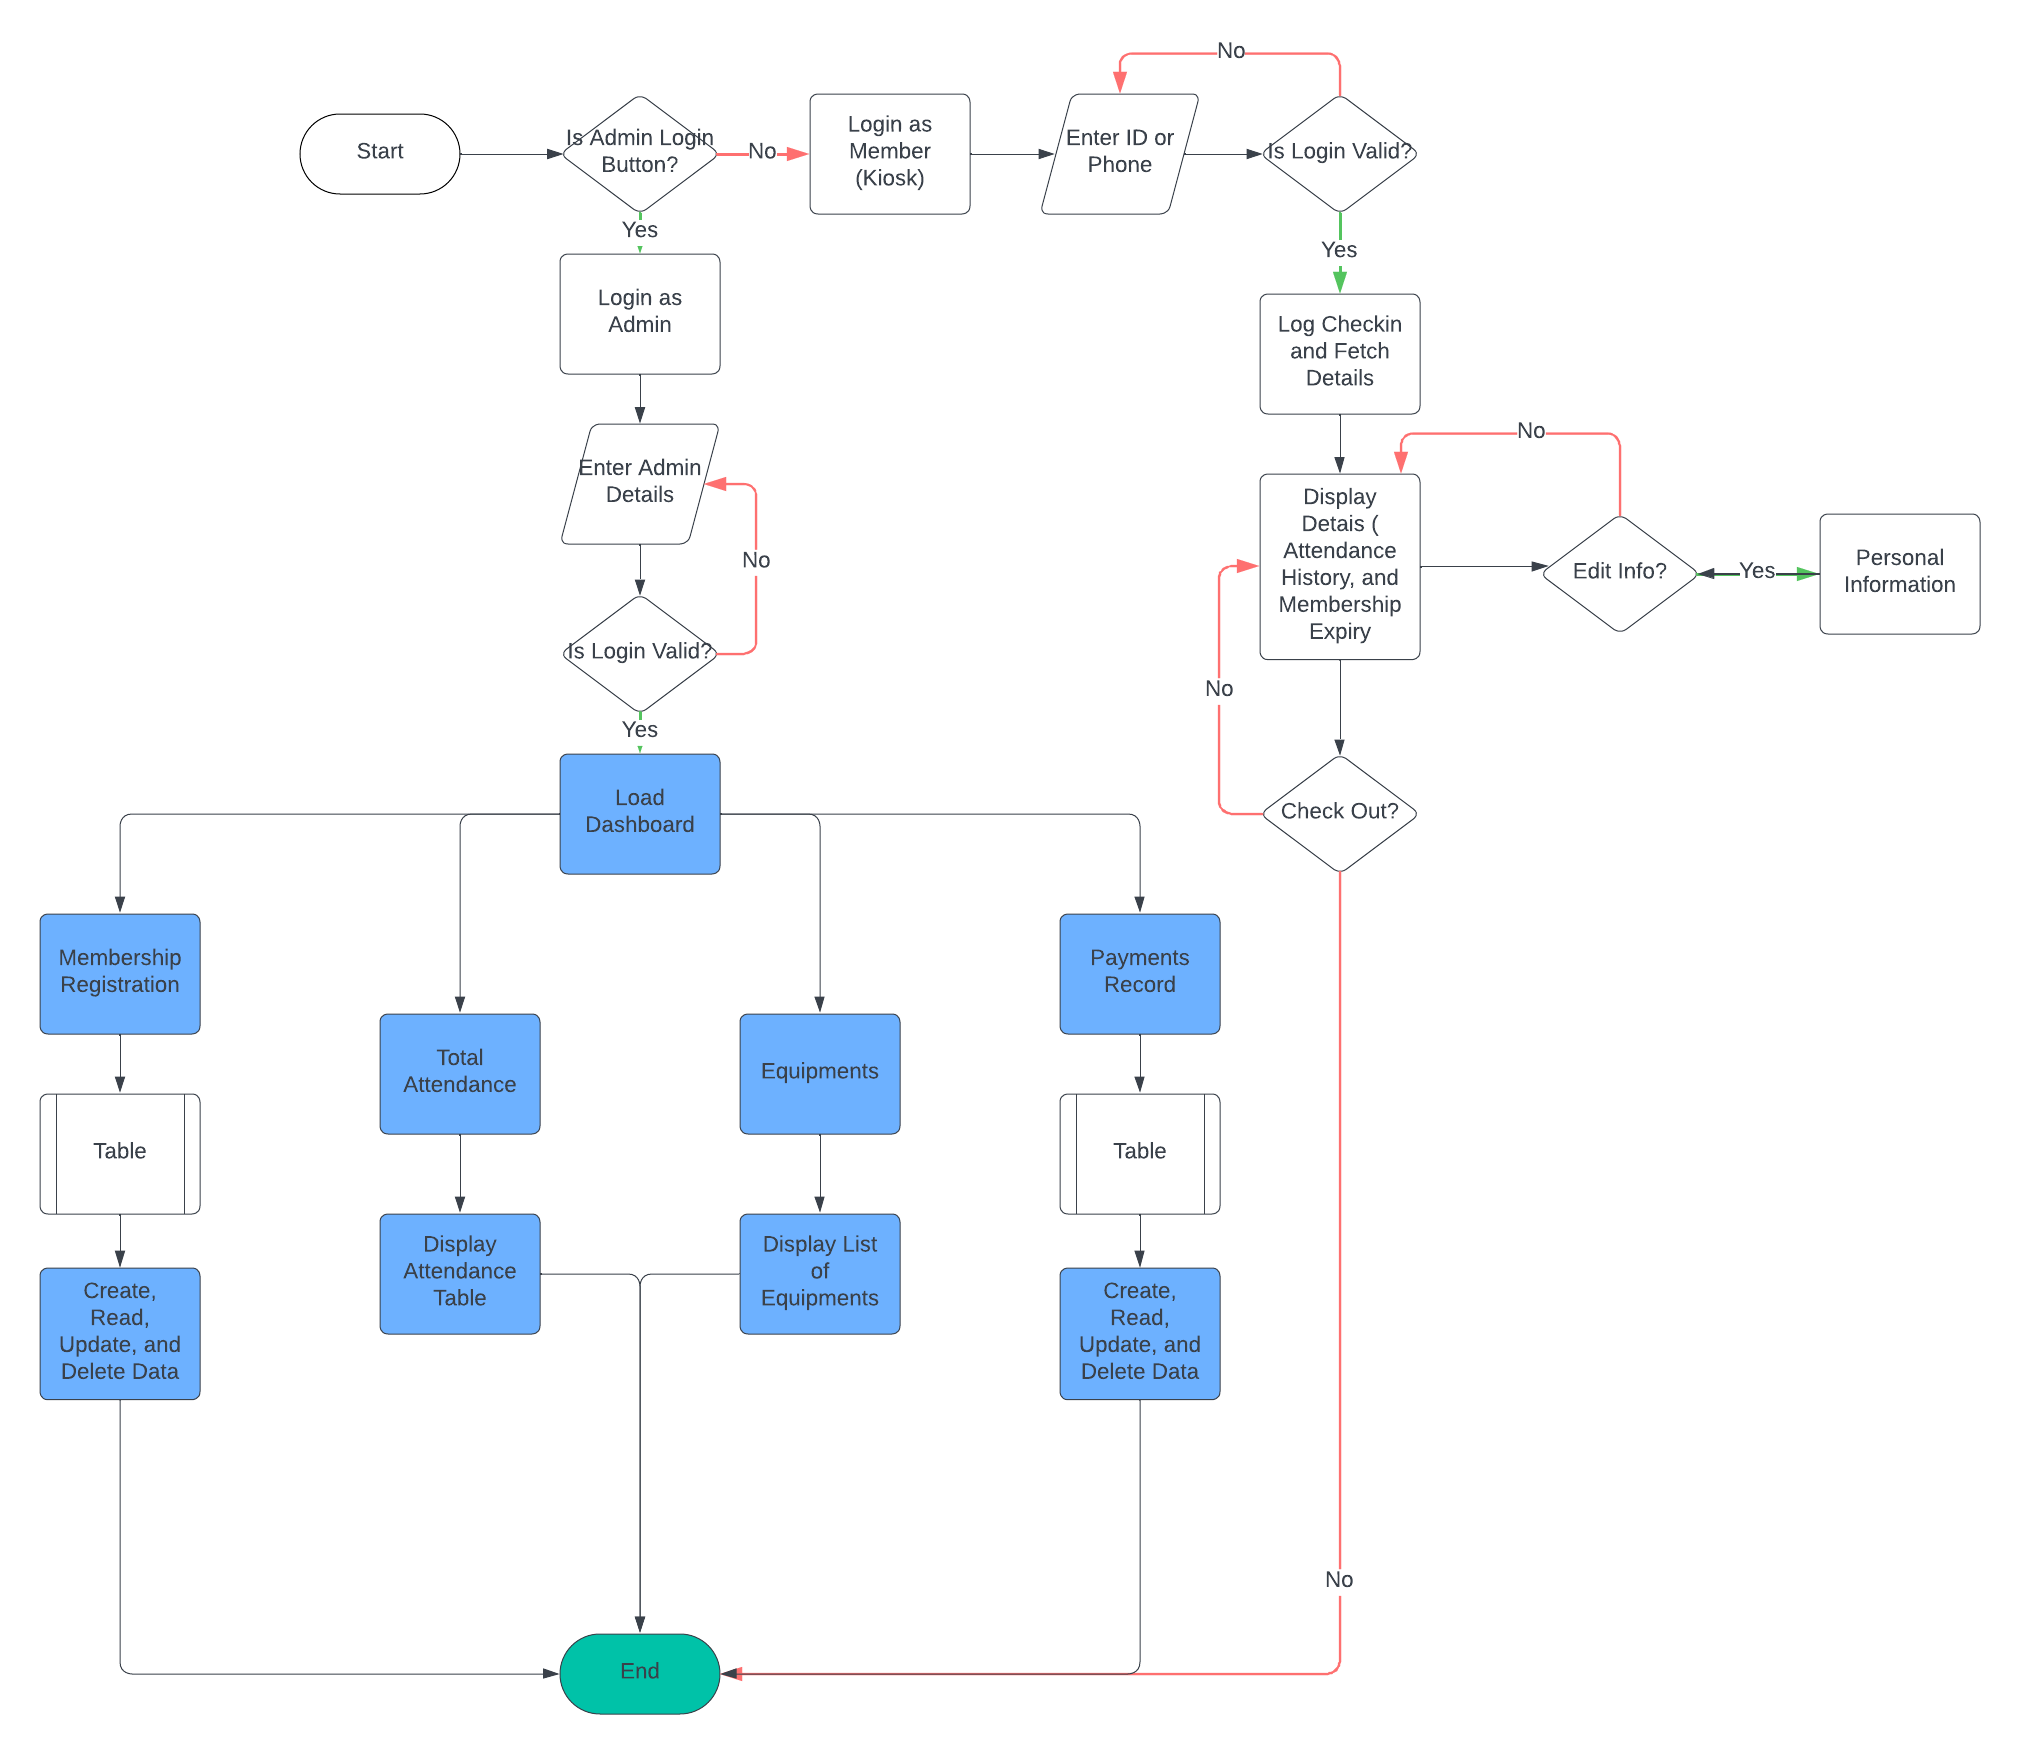 No
Start
Is Admin Login
Button?
No
Login as
Member
(Kiosk)
Enter ID or
Phone
Is Login Valid?
Yes
Yes
Login as
Admin
Log Checkin
and Fetch
Details
No
Enter Admin
Details
No
Display
Detais (
Attendance
History, and
Membership
Expiry
Edit Info?
Yes
Personal
Information
Is Login Valid?
No
Yes
Load
Dashboard
Check Out?
Membership
Registration
Payments
Record
Total
Attendance
Equipments
Table
Table
Display
Attendance
Table
Display List
of
Equipments
Create,
Read,
Update, and
Delete Data
Create,
Read,
Update, and
Delete Data
No
End